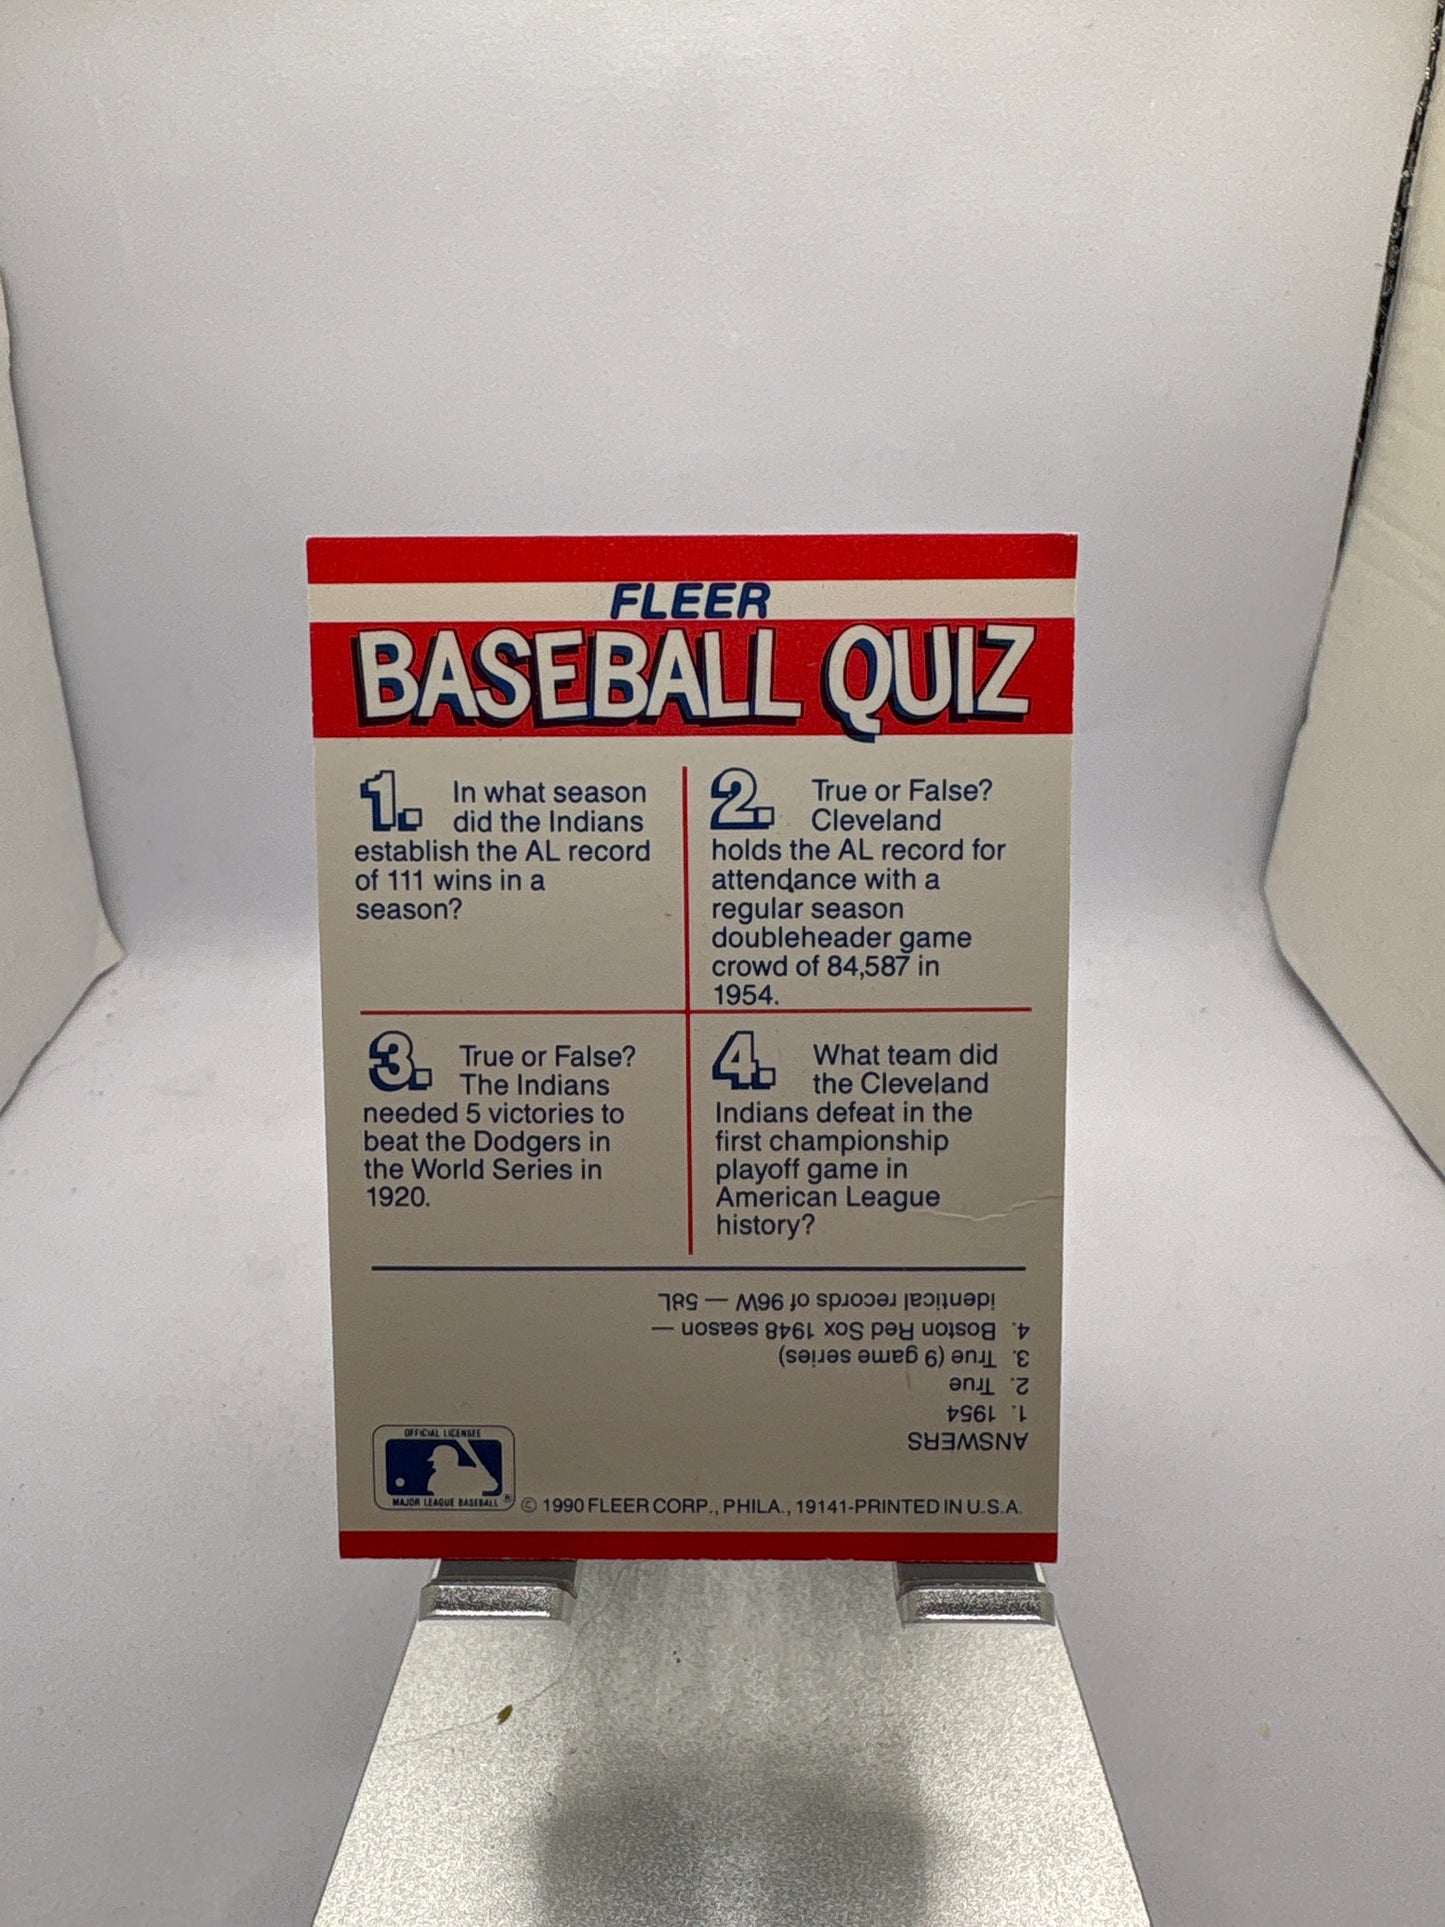 FLEER
BASEBALL QUIZ
1. In what season
did the Indians
establish the AL record
of 111 wins in a
season?
2. True or False?
Cleveland
holds the AL record for
attendance with a
regular season
doubleheader game
crowd of 84,587 in
1954.
3. True or False?
The Indians
needed 5 victories to
beat the Dodgers in
the World Series in
1920.
4. What team did
the Cleveland
Indians defeat in the
first championship
playoff game in
American League
history?
ANSWERS
1. 1954
2. True
3. True (9 game series)
4. Boston Red Sox 1948 season —
identical records of 96W — 58L
OFFICIAL LICENSEE
MAJOR LEAGUE BASEBALL ®
© 1990 FLEER CORP., PHILA., 19141-PRINTED IN U.S.A.